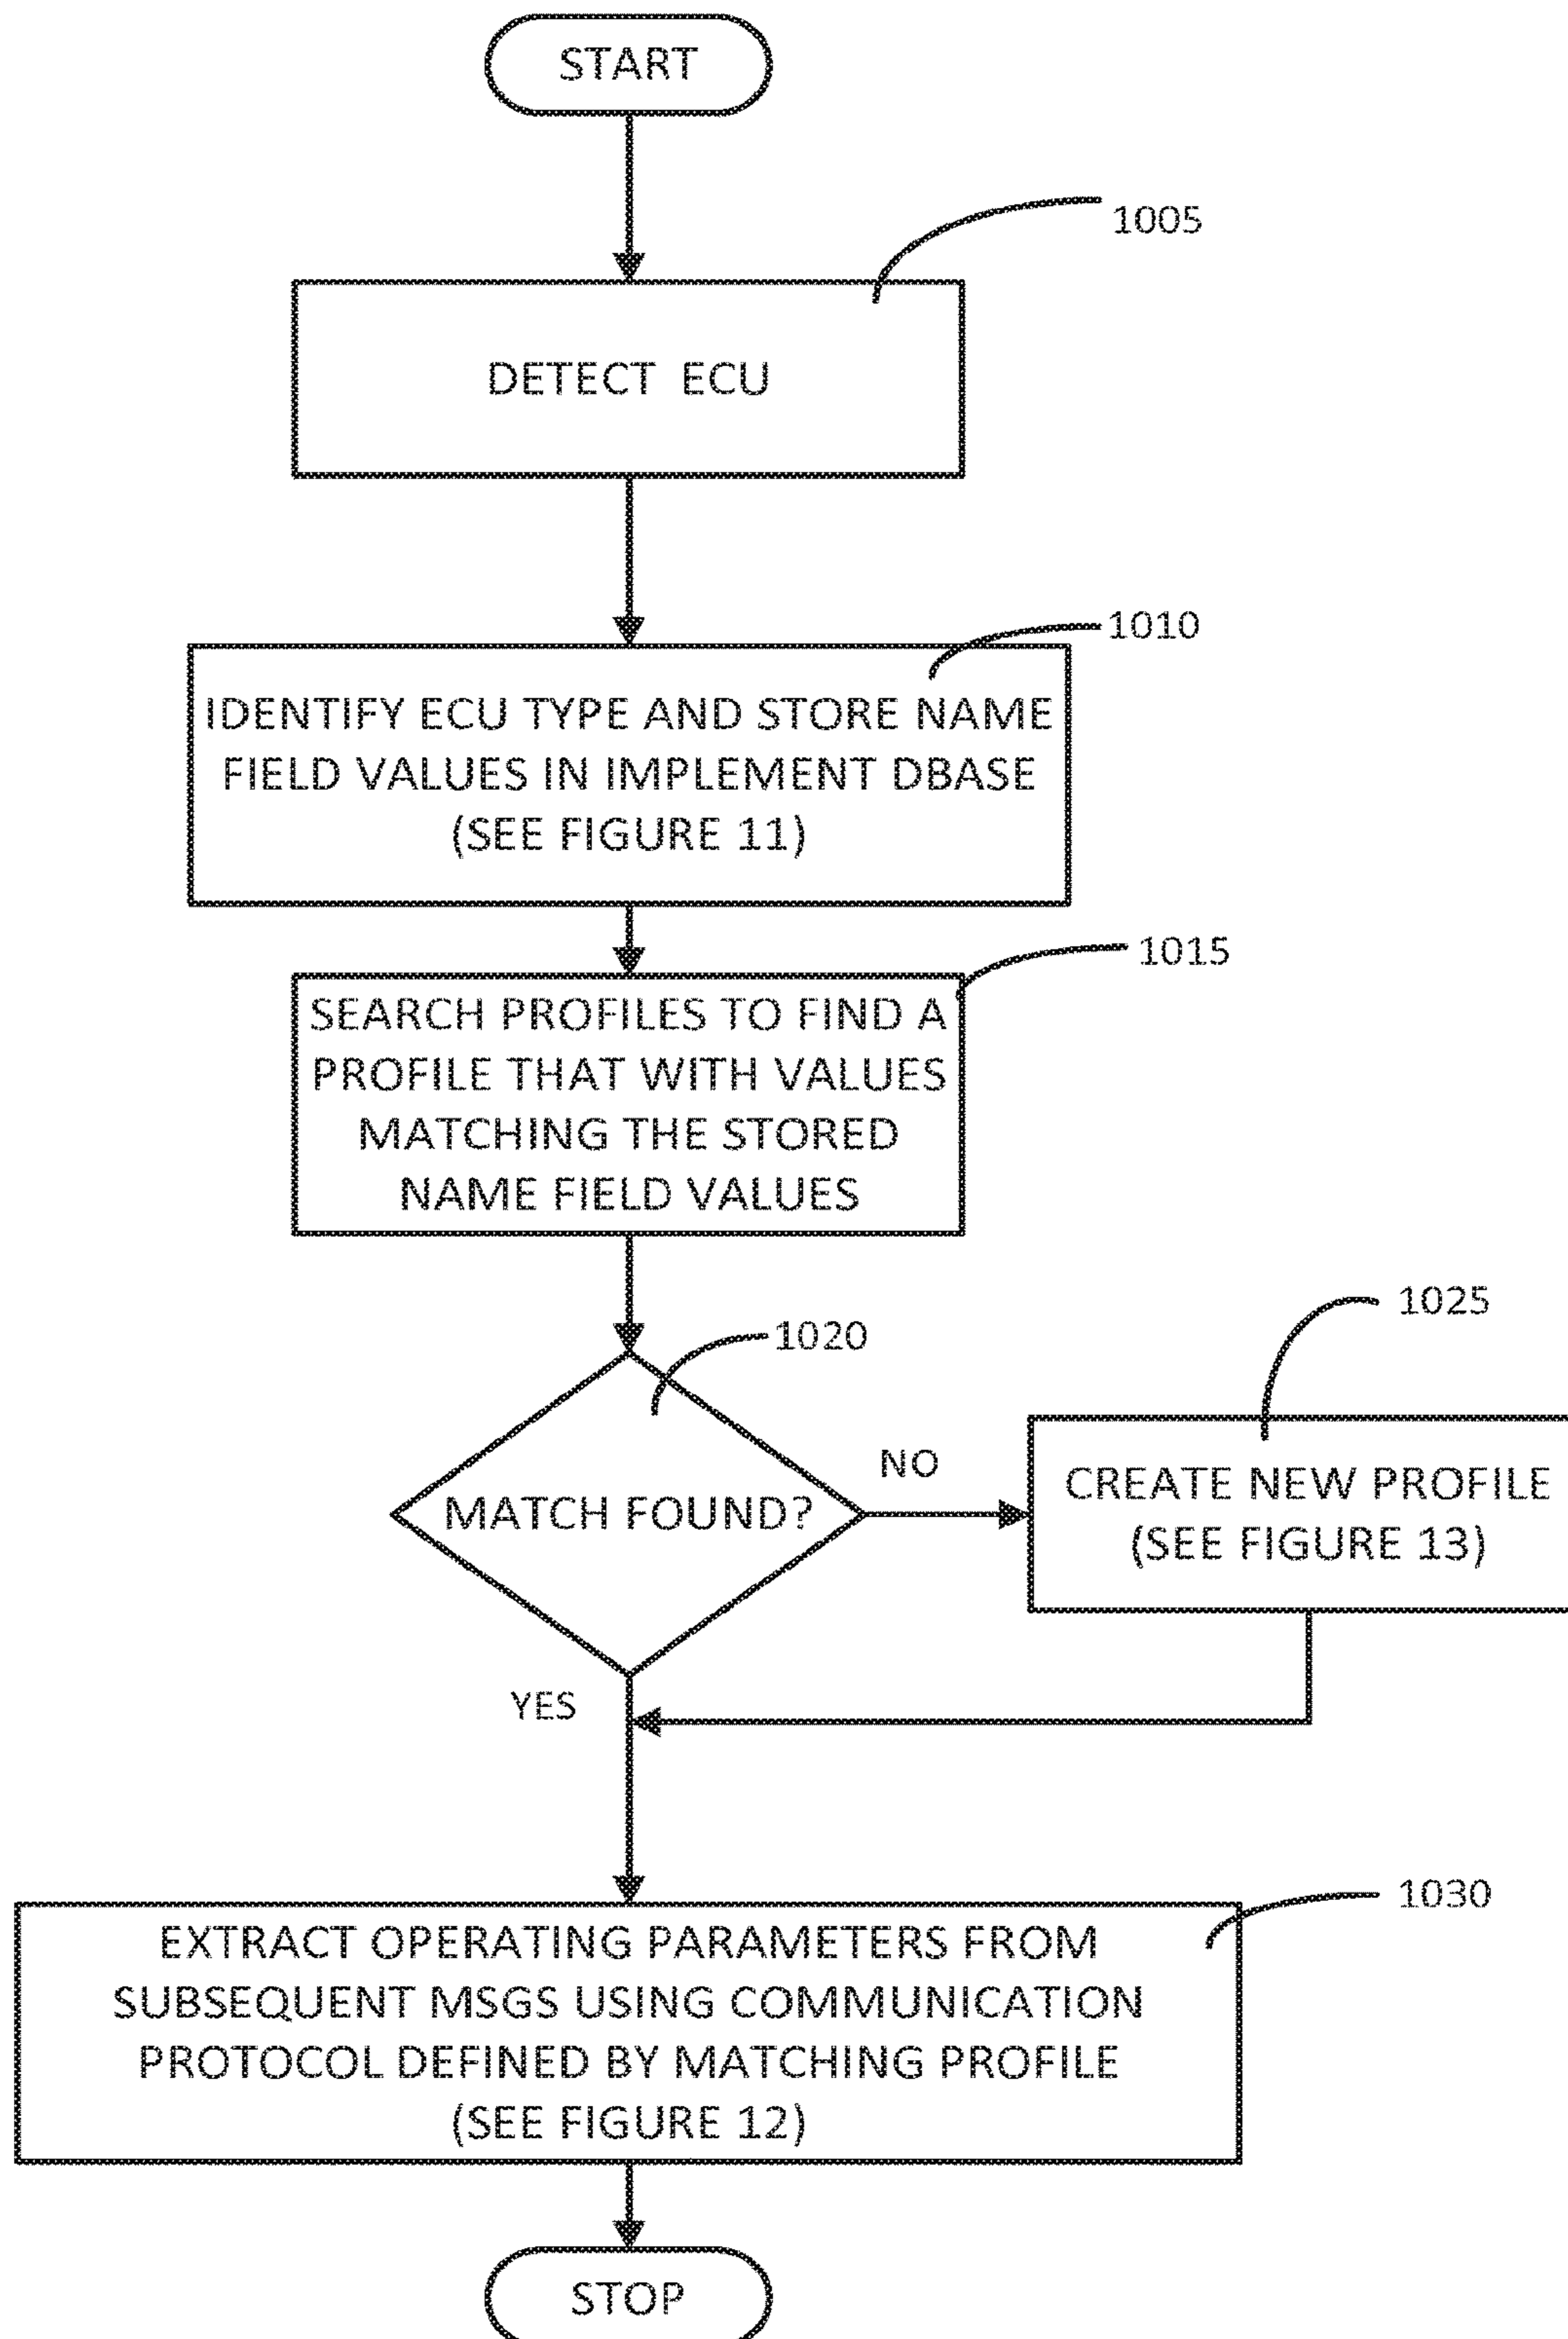 START
1005
DETECT ECU
1010
IDENTIFY ECU TYPE AND STORE NAME
FIELD VALUES IN IMPLEMENT DBASE
(SEE FIGURE 11)
1015
SEARCH PROFILES TO FIND A
PROFILE THAT WITH VALUES
MATCHING THE STORED
NAME FIELD VALUES
1020
1025
MATCH FOUND?
NO
CREATE NEW PROFILE
(SEE FIGURE 13)
YES
1030
EXTRACT OPERATING PARAMETERS FROM
SUBSEQUENT MSGS USING COMMUNICATION
PROTOCOL DEFINED BY MATCHING PROFILE
(SEE FIGURE 12)
STOP